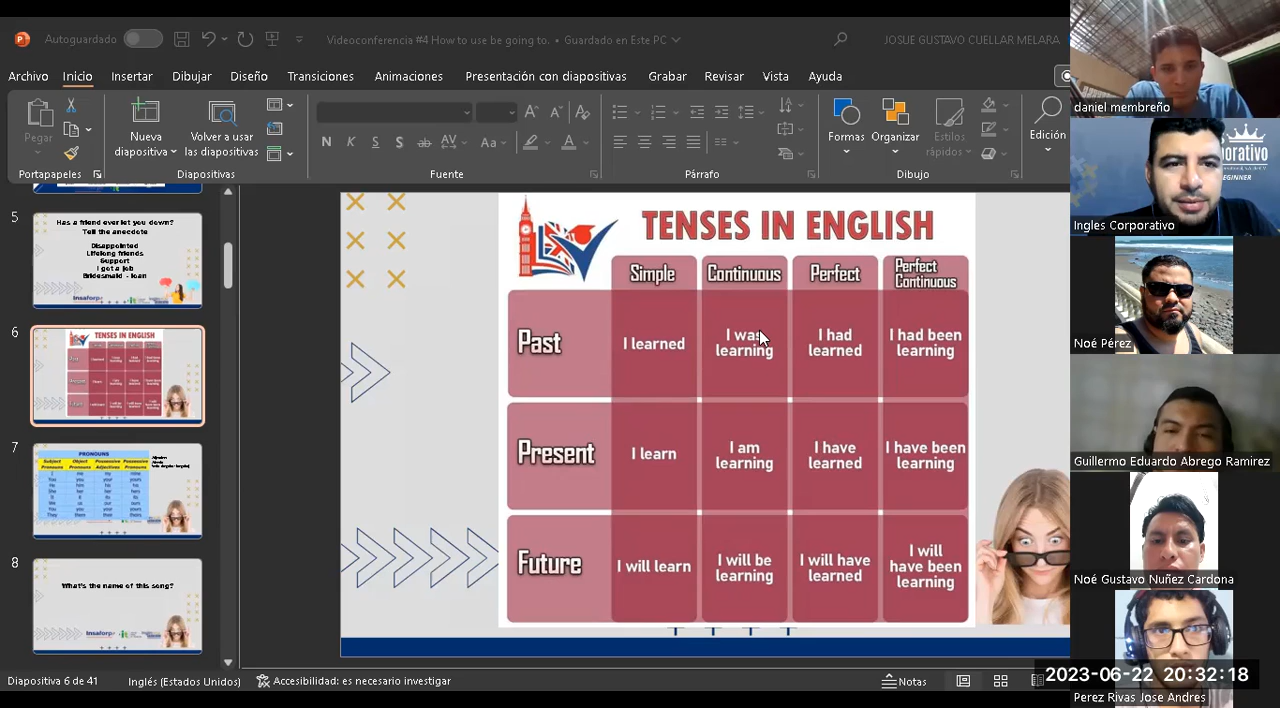 Autoguardado
Videoconferencia #4 How to use be going to. • Guardado en Este PC
JOSUE GUSTAVO CUELLAR MELARA
Archivo Inicio Insertar Dibujar Diseño Transiciones Animaciones Presentación con diapositivas Grabar Revisar Vista Ayuda
Pegar
Nueva diapositiva
Volver a usar las diapositivas
Formas
Organizar
Estilos rápidos
Edición
Portapapeles
Diapositivas
Fuente
Párrafo
Dibujo
5
Has a friend ever let you down?
Tell the anecdote
Disappointed
Lifelong friends
Support
I got a job
Bridesmaid - loan
Insaforp
6
TENSES IN ENGLISH
7
PRONOUNS
8
What's the name of this song?
Insaforp
TENSES IN ENGLISH
Simple Continuous Perfect Perfect Continuous
Past
I learned
I was learning
I had learned
I had been learning
Present
I learn
I am learning
I have learned
I have been learning
Future
I will learn
I will be learning
I will have learned
I will have been learning
daniel membreño
orativo
EGINNER
Ingles Corporativo
Noé Pérez
Guillermo Eduardo Abrego Ramirez
Noé Gustavo Nuñez Cardona
2023-06-22 20:32:18
Perez Rivas Jose Andres
Diapositiva 6 de 41
Inglés (Estados Unidos)
Accesibilidad: es necesario investigar
Notas